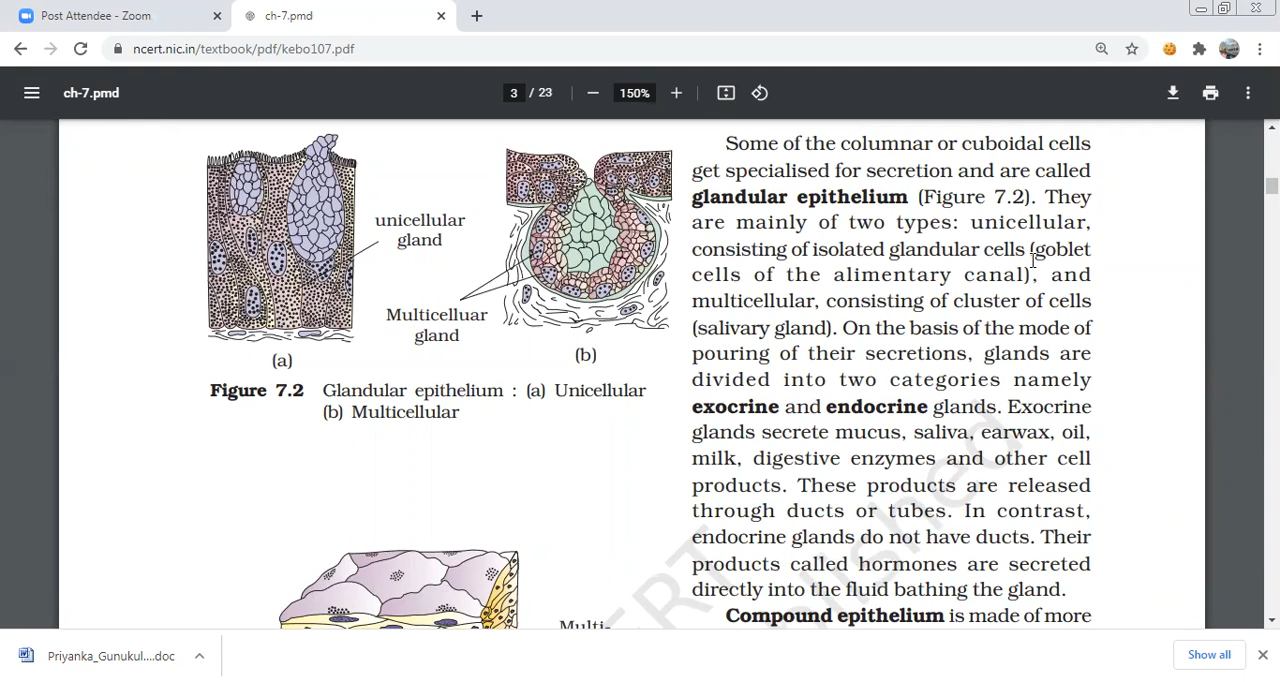 Post Attendee - Zoom
ch-7.pmd
ncert.nic.in/textbook/pdf/kebo107.pdf
ch-7.pmd
3 / 23
150%
unicellular
gland
Multicelluar
gland
(a)
(b)
Figure 7.2 Glandular epithelium : (a) Unicellular
(b) Multicellular
Multi-
Some of the columnar or cuboidal cells
get specialised for secretion and are called
glandular epithelium (Figure 7.2). They
are mainly of two types: unicellular,
consisting of isolated glandular cells (goblet
cells of the alimentary canal), and
multicellular, consisting of cluster of cells
(salivary gland). On the basis of the mode of
pouring of their secretions, glands are
divided into two categories namely
exocrine and endocrine glands. Exocrine
glands secrete mucus, saliva, earwax, oil,
milk, digestive enzymes and other cell
products. These products are released
through ducts or tubes. In contrast,
endocrine glands do not have ducts. Their
products called hormones are secreted
directly into the fluid bathing the gland.
Compound epithelium is made of more
Priyanka_Gunukul....doc
Show all